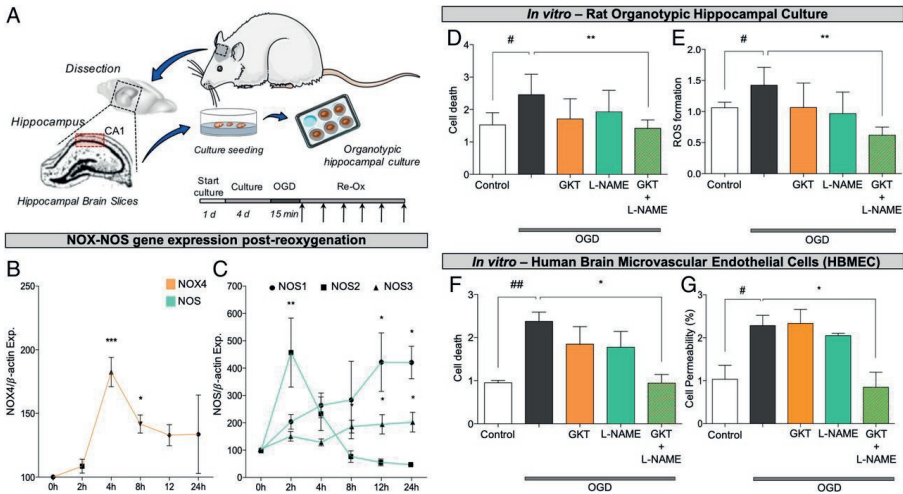 A
Dissection
Hippocampus
CA1
Hippocampal Brain Slices
Culture seeding
Organotypic
hippocampal culture
Start
culture
Culture
OGD
Re-Ox
1 d
4 d
15 min
NOX-NOS gene expression post-reoxygenation
B
NOX4
NOS
NOX4/β-actin Exp.
200
150
100
***
*
0h
2h
4h
8h
12
24h
C
NOS1
NOS2
NOS3
NOS/β-actin Exp.
700
600
500
400
300
200
100
0
**
*
*
*
*
*
0h
2h
4h
8h
12h
24h
In vitro – Rat Organotypic Hippocampal Culture
D
Cell death
4
3
2
1
0
#
**
Control
GKT
L-NAME
GKT
+
L-NAME
OGD
E
ROS formation
2.0
1.5
1.0
0.5
0.0
#
**
Control
GKT
L-NAME
GKT
+
L-NAME
OGD
In vitro – Human Brain Microvascular Endothelial Cells (HBMEC)
F
Cell death
3
2
1
0
##
*
Control
GKT
L-NAME
GKT
+
L-NAME
OGD
G
Cell Permeability (%)
3
2
1
0
#
*
Control
GKT
L-NAME
GKT
+
L-NAME
OGD